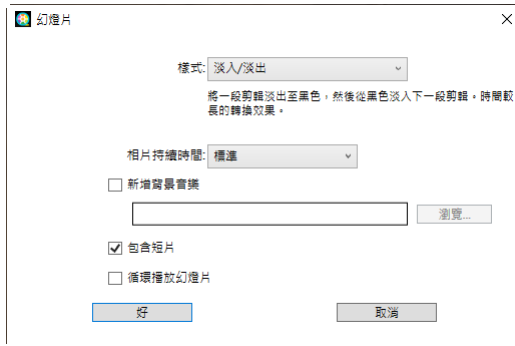 幻燈片
樣式: 淡入/淡出
將一段剪輯淡出至黑色，然後從黑色淡入下一段剪輯。時間較
長的轉換效果。
相片持續時間: 標準
新增背景音樂
瀏覽...
包含短片
循環播放幻燈片
好 取消